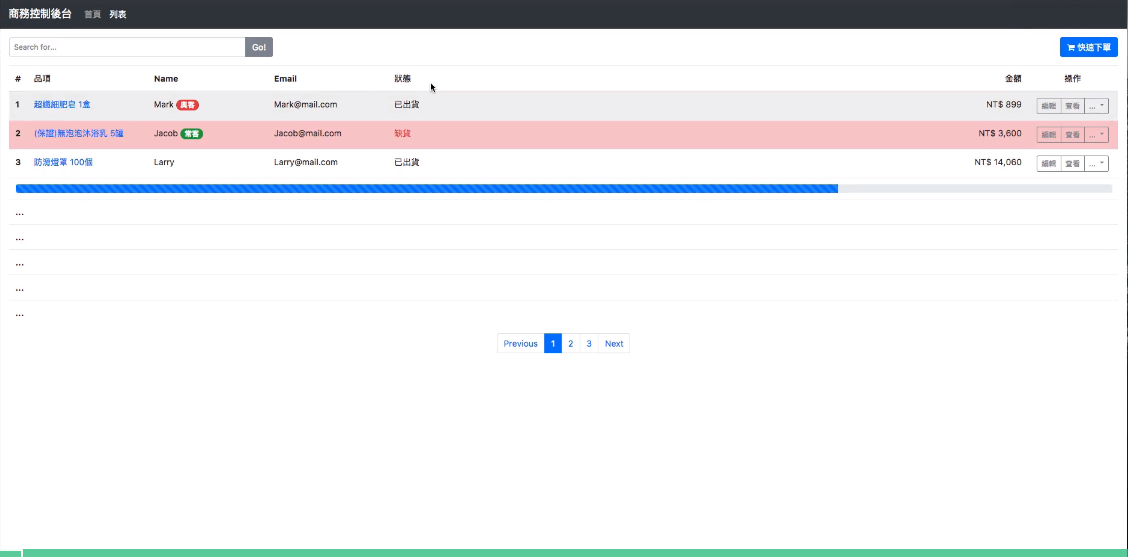 商務控制後台 首頁 列表
Search for... Go! 快速下單
# 品項 Name Email 狀態 金額 操作
1 超纖細肥皂 1盒 Mark 奧客 Mark@mail.com 已出貨 NT$ 899 編輯 查看 ...
2 (保證)無泡泡沐浴乳 5罐 Jacob 常客 Jacob@mail.com 缺貨 NT$ 3,600 編輯 查看 ...
3 防滑燈罩 100個 Larry Larry@mail.com 已出貨 NT$ 14,060 編輯 查看 ...
...
...
...
...
...
Previous 1 2 3 Next